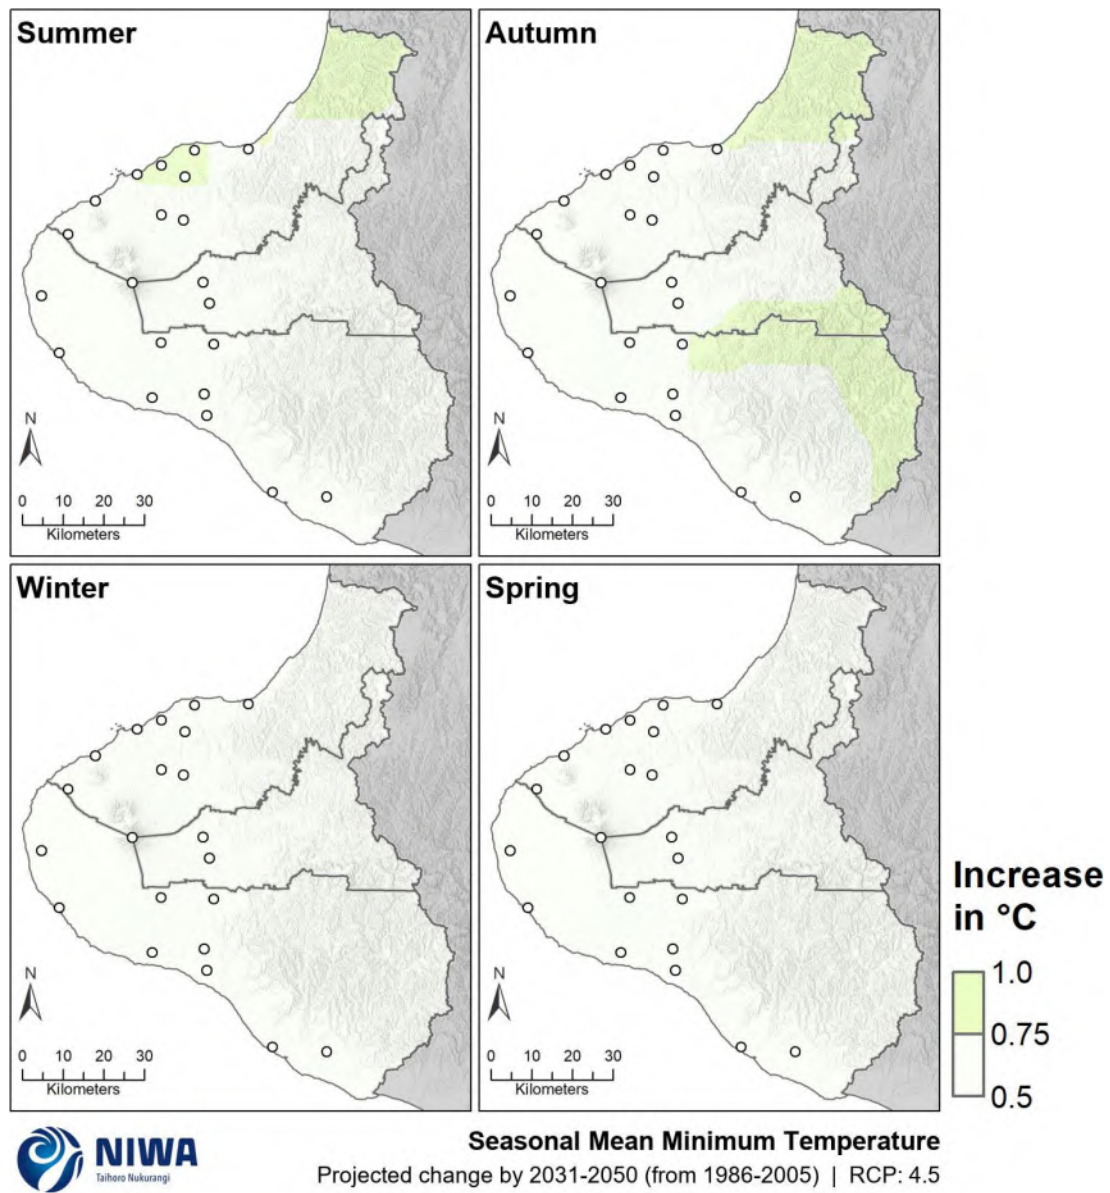 Summer
Autumn
N
0 10 20 30
Kilometers
N
0 10 20 30
Kilometers
Winter
Spring
N
0 10 20 30
Kilometers
N
0 10 20 30
Kilometers
Increase
in °C
1.0
0.75
0.5
NIWA
Taihoro Nukurangi
Seasonal Mean Minimum Temperature
Projected change by 2031-2050 (from 1986-2005) | RCP: 4.5